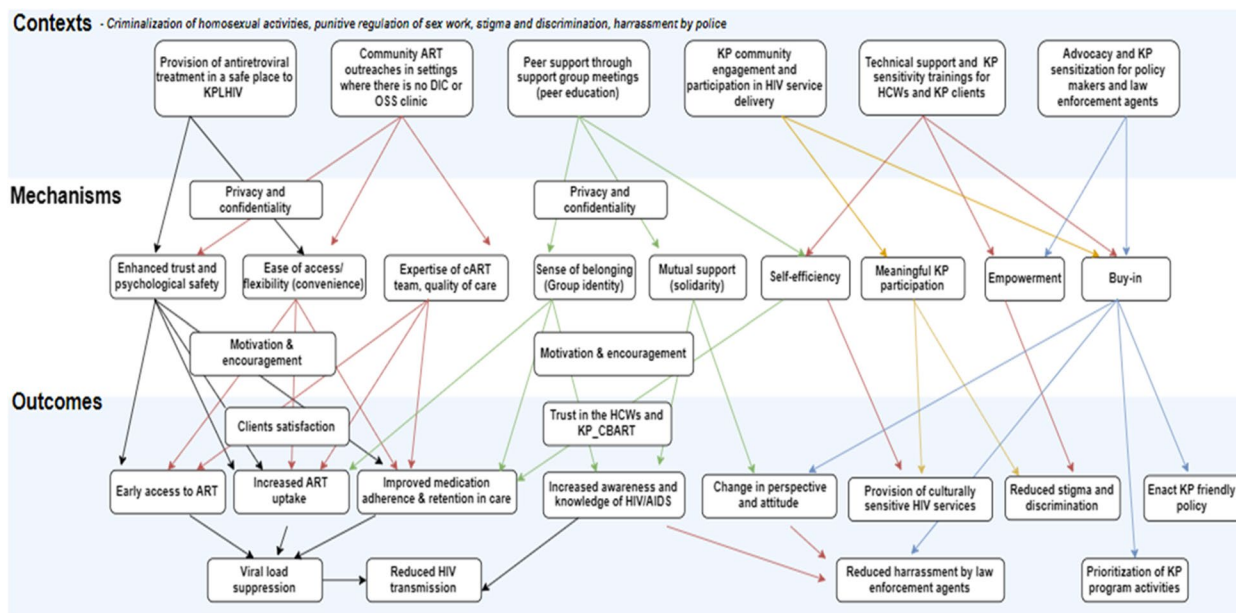 Contexts - Criminalization of homosexual activities, punitive regulation of sex work, stigma and discrimination, harrassment by police
Provision of antiretroviral
treatment in a safe place to
KPLHIV
Community ART
outreaches in settings
where there is no DIC or
OSS clinic
Peer support through
support group meetings
(peer education)
KP community
engagement and
participation in HIV service
delivery
Technical support and KP
sensitivity trainings for
HCWs and KP clients
Advocacy and KP
sensitization for policy
makers and law
enforcement agents
Mechanisms
Privacy and
confidentiality
Privacy and
confidentiality
Enhanced trust and
psychological safety
Ease of access/
flexibility (convenience)
Expertise of cART
team, quality of care
Sense of belonging
(Group identity)
Mutual support
(solidarity)
Self-efficiency
Meaningful KP
participation
Empowerment
Buy-in
Motivation &
encouragement
Motivation & encouragement
Outcomes
Clients satisfaction
Trust in the HCWs and
KP_CBART
Early access to ART
Increased ART
uptake
Improved medication
adherence & retention in care
Increased awareness and
knowledge of HIV/AIDS
Change in perspective
and attitude
Provision of culturally
sensitive HIV services
Reduced stigma and
discrimination
Enact KP friendly
policy
Viral load
suppression
Reduced HIV
transmission
Reduced harrassment by law
enforcement agents
Prioritization of KP
program activities